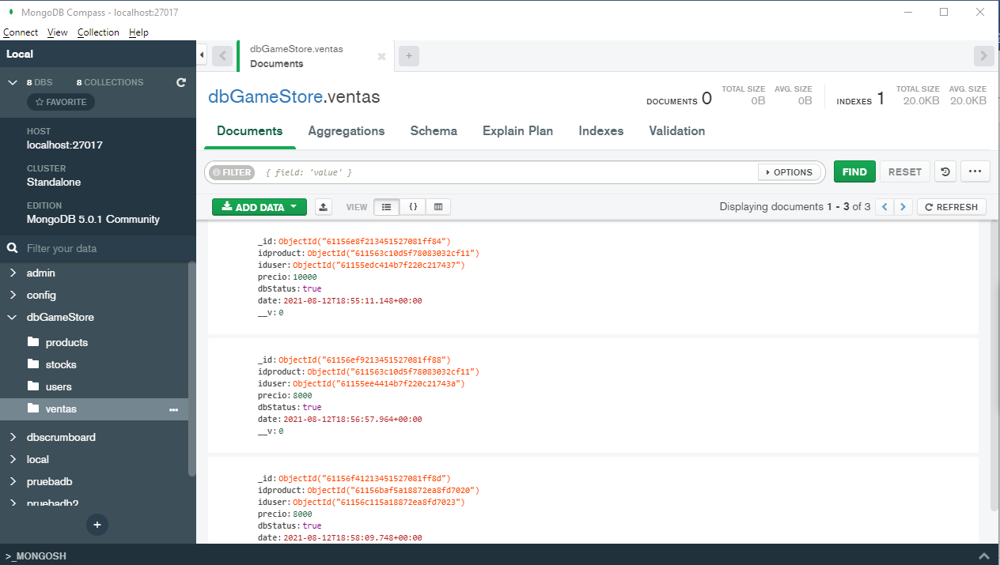 MongoDB Compass - localhost:27017
Connect View Collection Help
Local
8 DBS 8 COLLECTIONS
FAVORITE
HOST
localhost:27017
CLUSTER
Standalone
EDITION
MongoDB 5.0.1 Community
Filter your data
admin
config
dbGameStore
products
stocks
users
ventas
dbscrumboard
local
pruebadb
pruebadb2
dbGameStore.ventas
Documents
dbGameStore.ventas
DOCUMENTS 0 TOTAL SIZE 0B AVG. SIZE 0B INDEXES 1 TOTAL SIZE 20.0KB AVG. SIZE 20.0KB
Documents Aggregations Schema Explain Plan Indexes Validation
FILTER { field: 'value' } OPTIONS FIND RESET
ADD DATA VIEW {} Displaying documents 1 - 3 of 3 REFRESH
_id: ObjectId("61156e8f213451527081ff84")
idproduct: ObjectId("611563c10d5f78083032cf11")
iduser: ObjectId("61155edc414b7f220c217437")
precio: 10000
dbStatus: true
date: 2021-08-12T18:55:11.148+00:00
__v: 0
_id: ObjectId("61156ef9213451527081ff88")
idproduct: ObjectId("611563c10d5f78083032cf11")
iduser: ObjectId("61155ee4414b7f220c21743a")
precio: 8000
dbStatus: true
date: 2021-08-12T18:56:57.964+00:00
__v: 0
_id: ObjectId("61156f41213451527081ff8d")
idproduct: ObjectId("61156baf5a18872ea8fd7020")
iduser: ObjectId("61156c115a18872ea8fd7023")
precio: 8000
dbStatus: true
date: 2021-08-12T18:58:09.748+00:00
>_MONGOSH